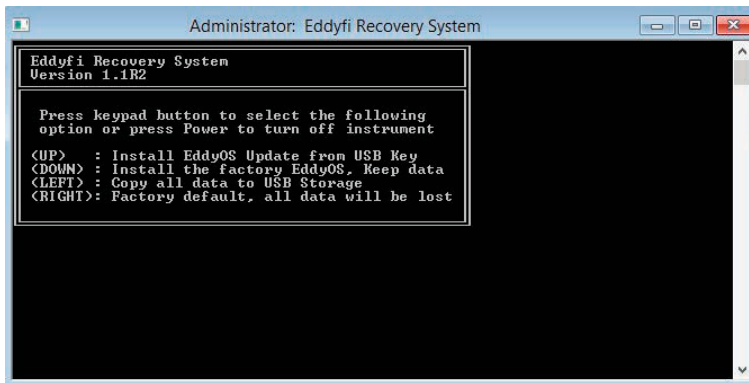 Administrator: Eddyfi Recovery System
Eddyfi Recovery System
Version 1.1R2
Press keypad button to select the following
option or press Power to turn off instrument
<UP> : Install EddyOS Update from USB Key
<DOWN> : Install the factory EddyOS, Keep data
<LEFT> : Copy all data to USB Storage
<RIGHT>: Factory default, all data will be lost